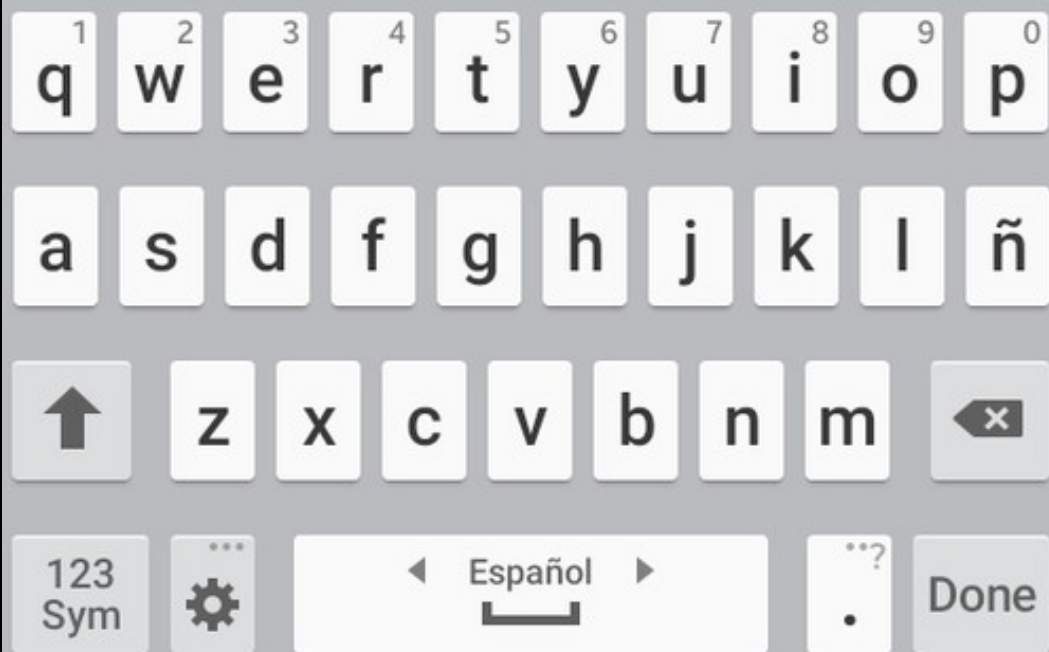 1 2 3 4 5 6 7 8 9 0
q w e r t y u i o p
a s d f g h j k l ñ
z x c v b n m
123
Sym
Español
. ?
Done